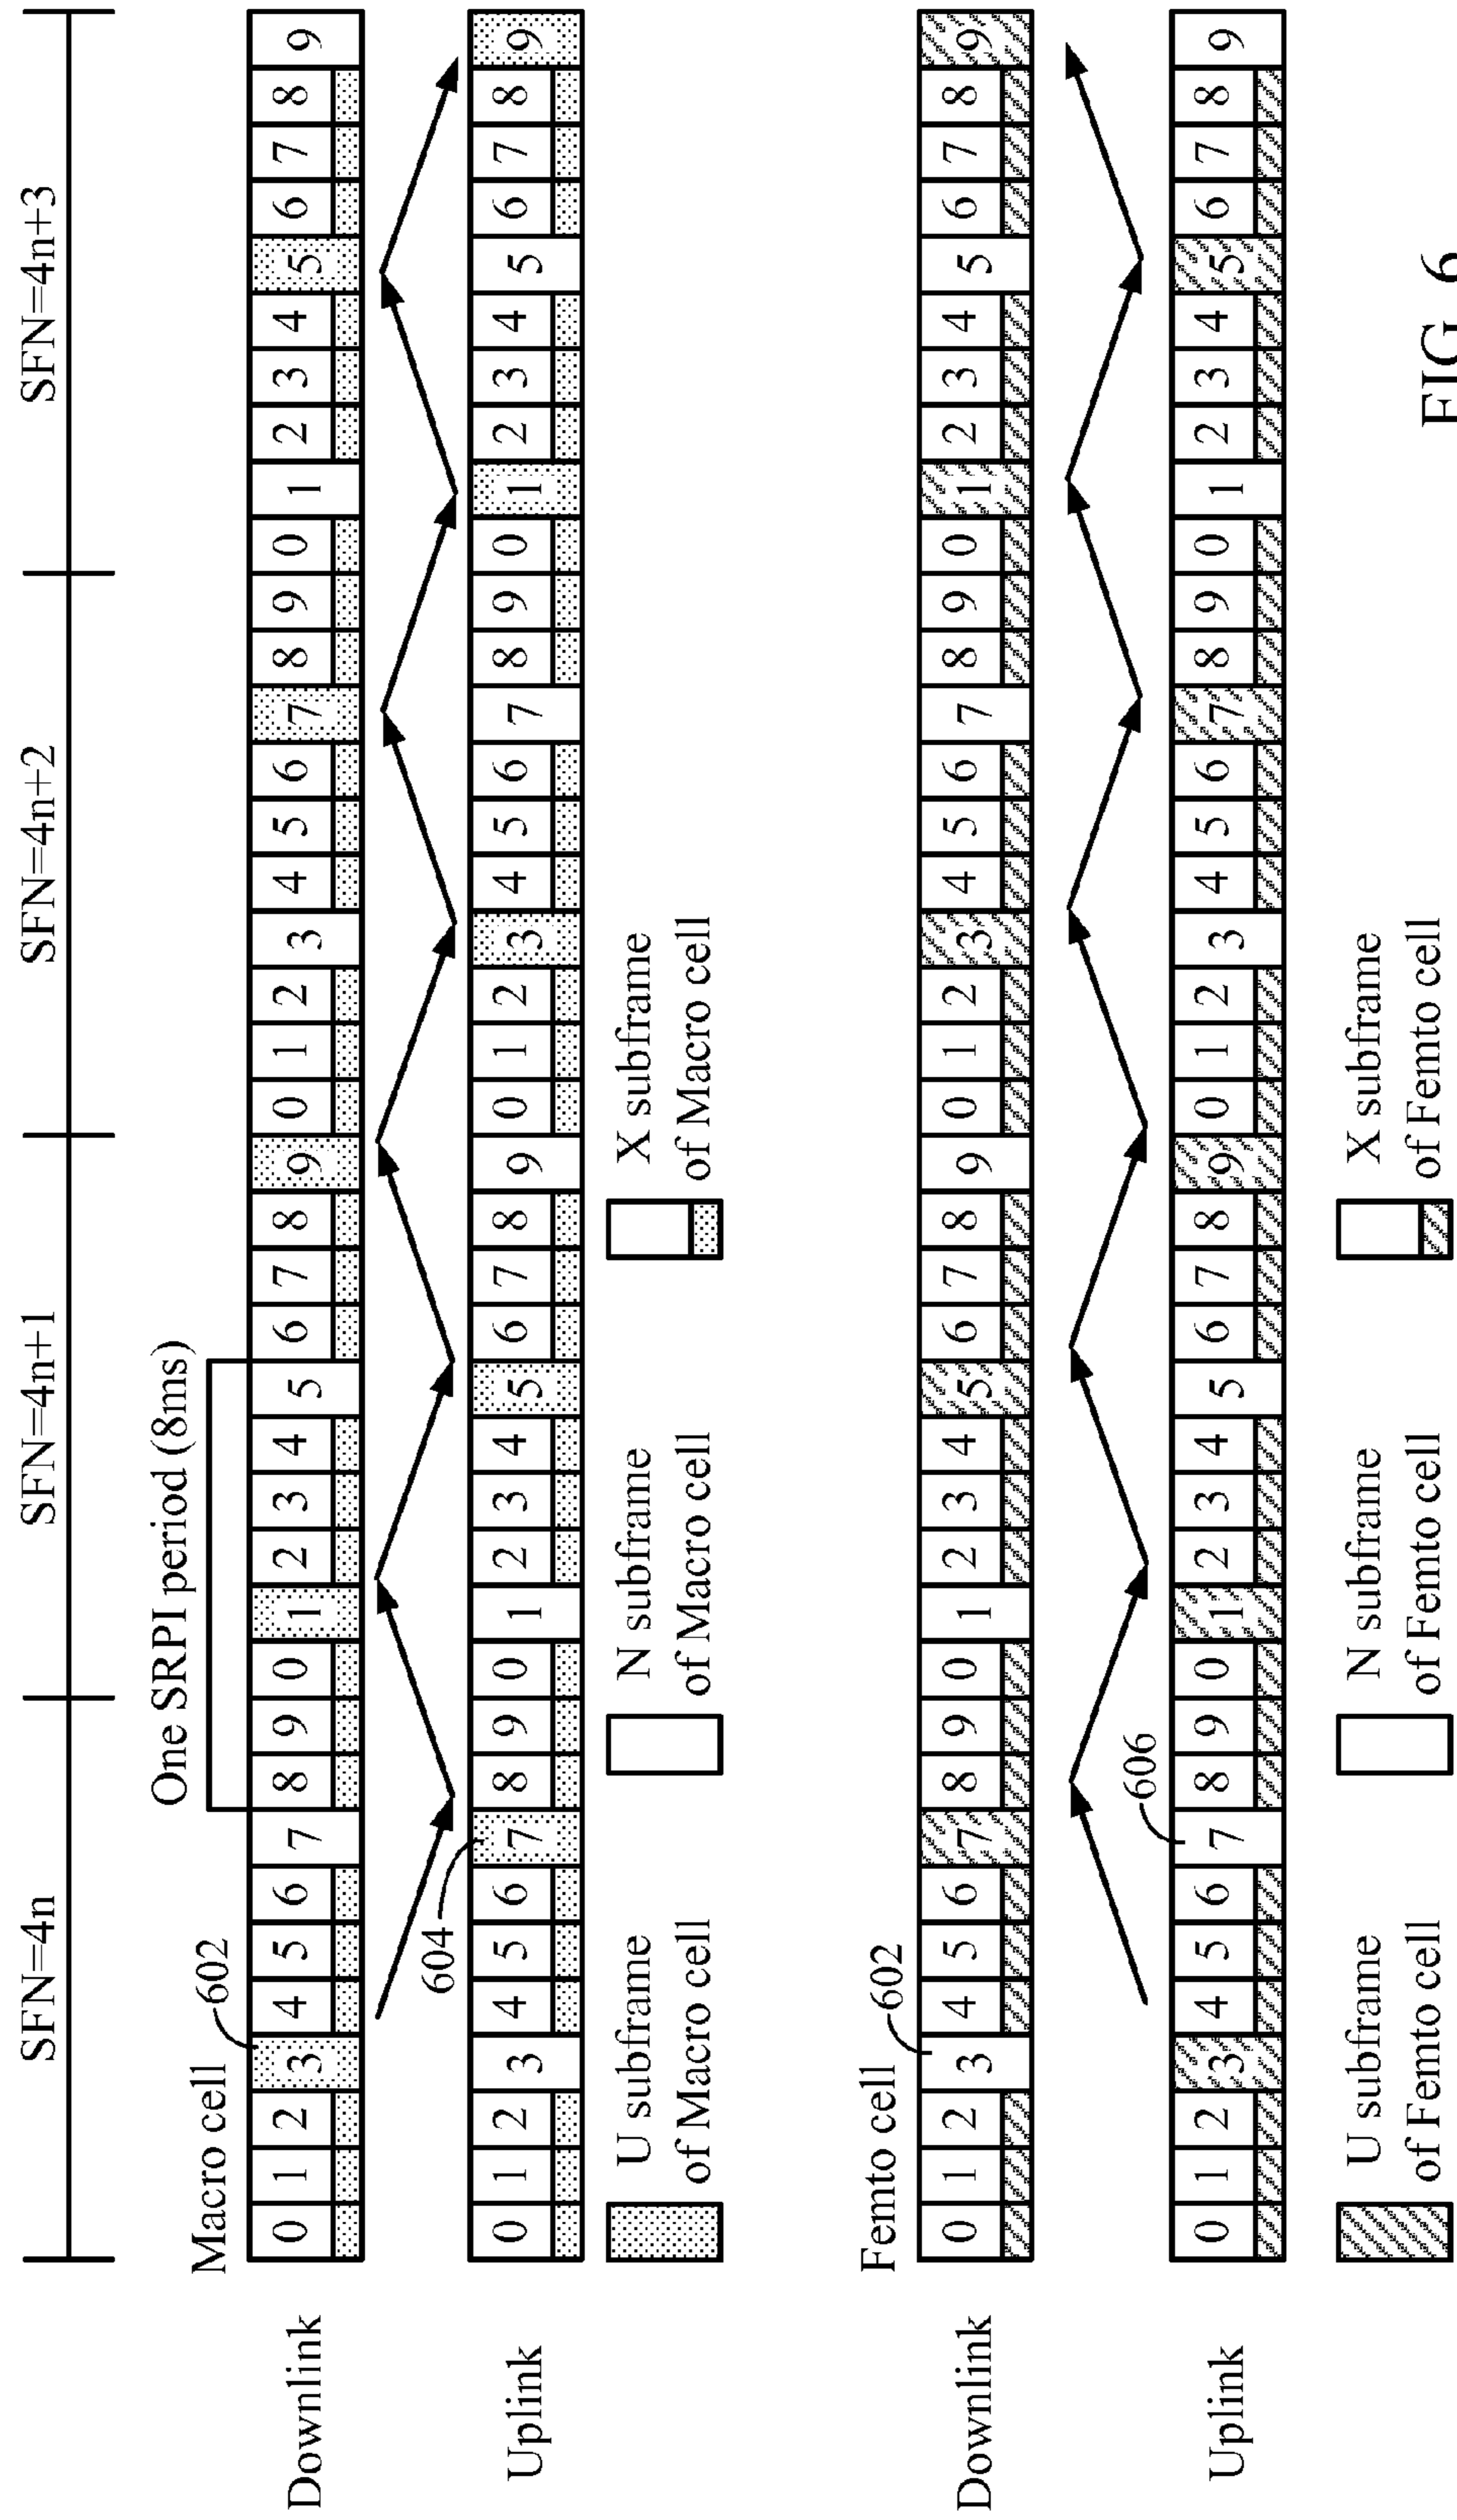 SFN=4n SFN=4n+1 SFN=4n+2 SFN=4n+3
One SRPI period (8ms)
Macro cell 602
Downlink 0 1 2 3 4 5 6 7 8 9 0 1 2 3 4 5 6 7 8 9 0 1 2 3 4 5 6 7 8 9 0 1 2 3 4 5 6 7 8 9
604
Uplink 0 1 2 3 4 5 6 7 8 9 0 1 2 3 4 5 6 7 8 9 0 1 2 3 4 5 6 7 8 9 0 1 2 3 4 5 6 7 8 9
U subframe
of Macro cell
N subframe
of Macro cell
X subframe
of Macro cell
Femto cell 602
Downlink 0 1 2 3 4 5 6 7 8 9 0 1 2 3 4 5 6 7 8 9 0 1 2 3 4 5 6 7 8 9 0 1 2 3 4 5 6 7 8 9
606
Uplink 0 1 2 3 4 5 6 7 8 9 0 1 2 3 4 5 6 7 8 9 0 1 2 3 4 5 6 7 8 9 0 1 2 3 4 5 6 7 8 9
U subframe
of Femto cell
N subframe
of Femto cell
X subframe
of Femto cell
FIG. 6